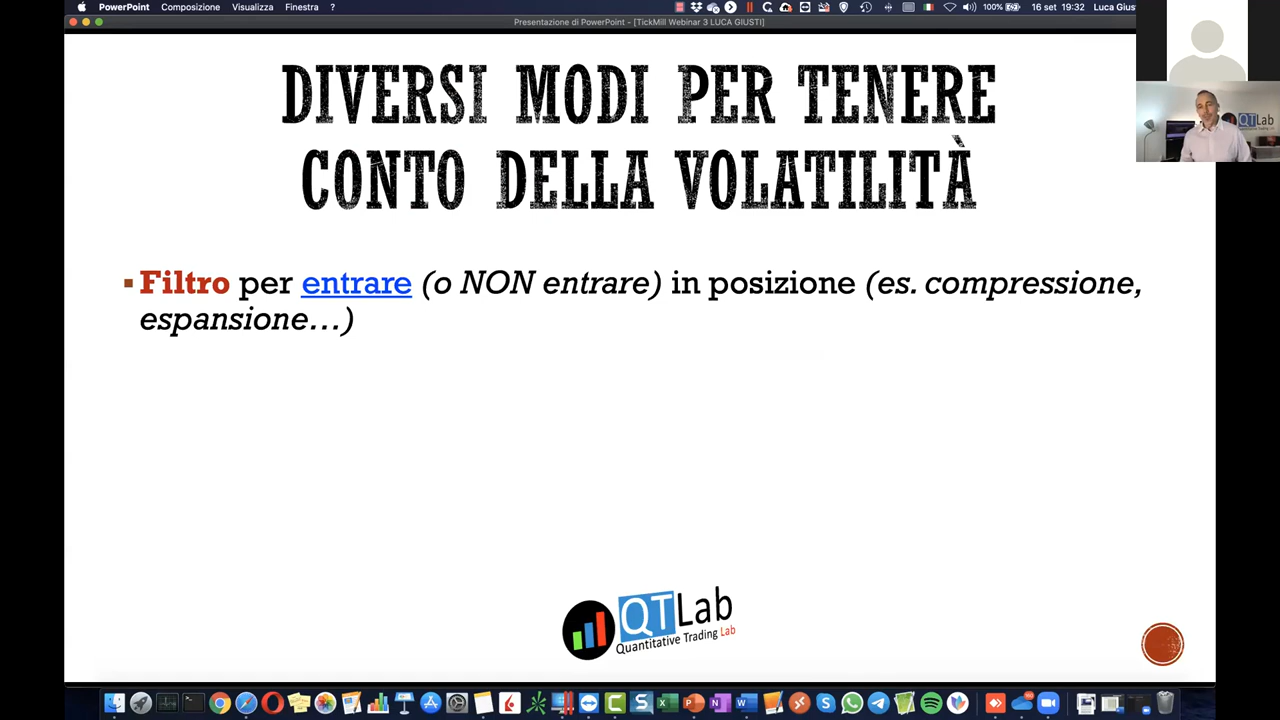 PowerPoint Composizione Visualizza Finestra ? 100% 16 set 19:32 Luca Gius
Presentazione di PowerPoint - [TickMill Webinar 3 LUCA GIUSTI]
DIVERSI MODI PER TENERE
CONTO DELLA VOLATILITÀ
QTLab
▪ Filtro per entrare (o NON entrare) in posizione (es. compressione,
espansione…)
QTLab
Quantitative Trading Lab